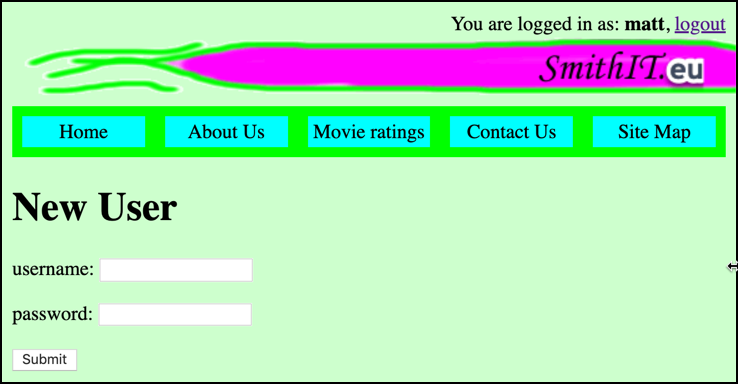 You are logged in as: matt, logout
SmithIT.eu
Home About Us Movie ratings Contact Us Site Map
New User
username:
password:
Submit